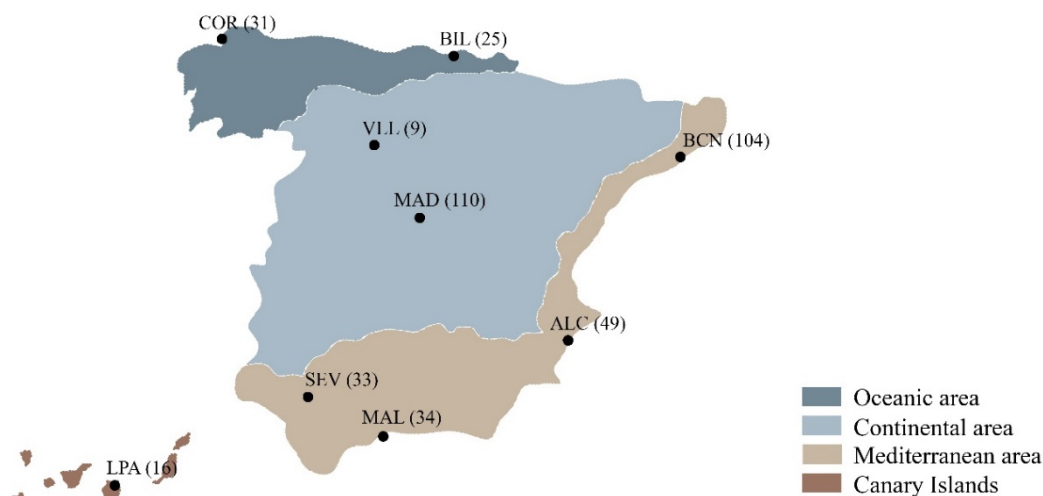 COR (31)
BIL (25)
VLL (9)
BCN (104)
MAD (110)
ALC (49)
SEV (33)
MAL (34)
LPA (16)
Oceanic area
Continental area
Mediterranean area
Canary Islands